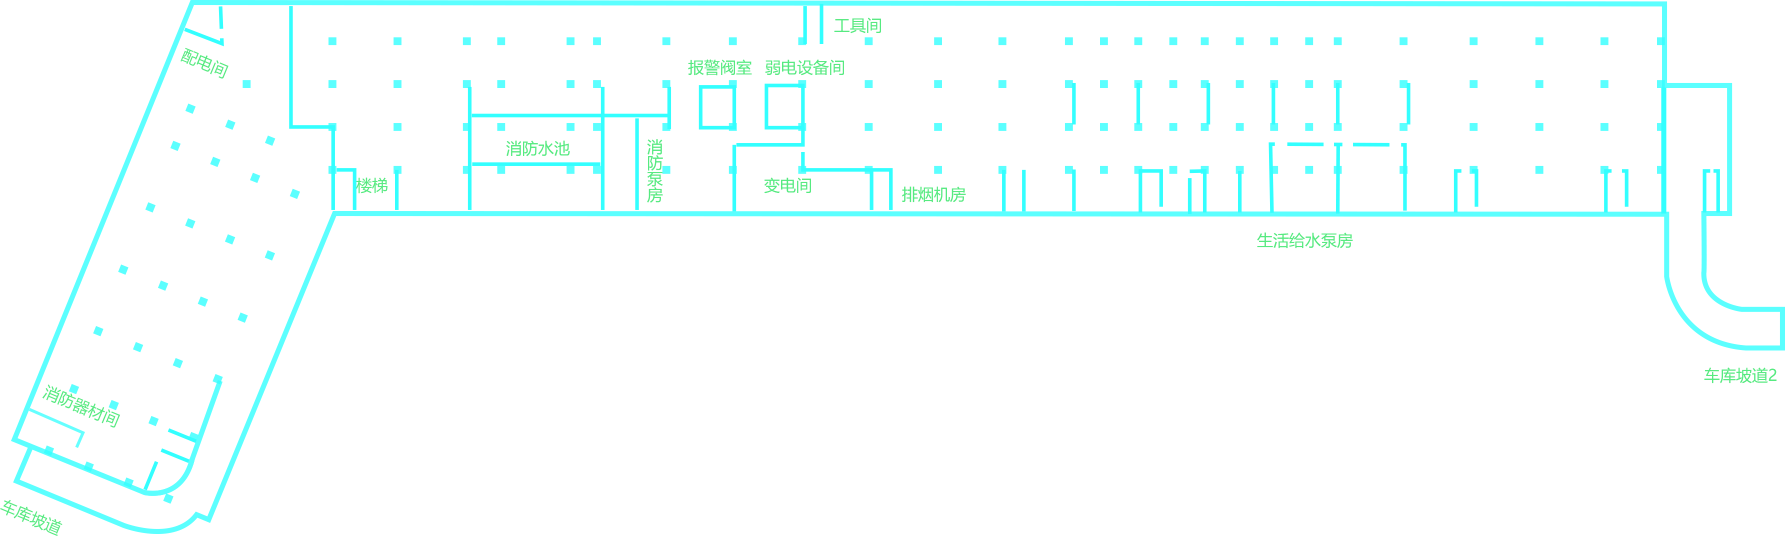 工具间
配电间
报警阀室
弱电设备间
消防水池
消防泵房
楼梯
变电间
排烟机房
生活给水泵房
车库坡道2
消防器材间
车库坡道